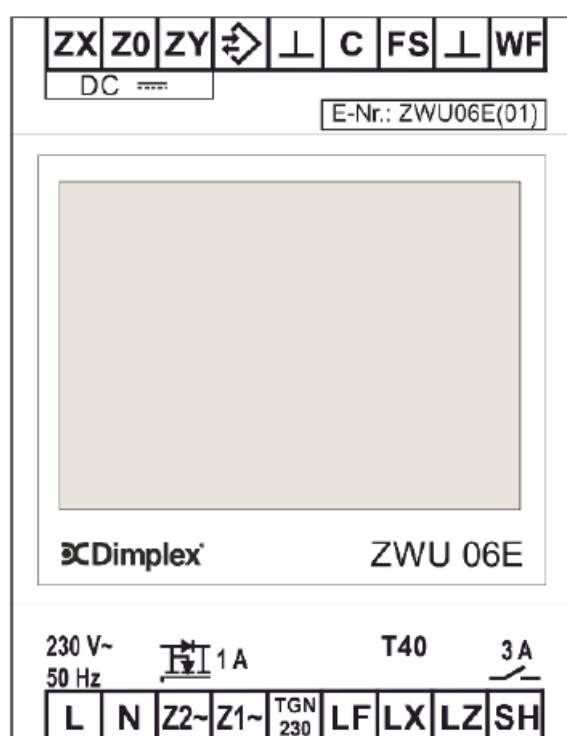 ZX Z0 ZY ⊥ C FS ⊥ WF
DC
E-Nr.: ZWU06E(01)
Dimplex ZWU 06E
230 V~ 1 A T40 3 A
50 Hz
L N Z2~ Z1~ TGN 230 LF LX LZ SH